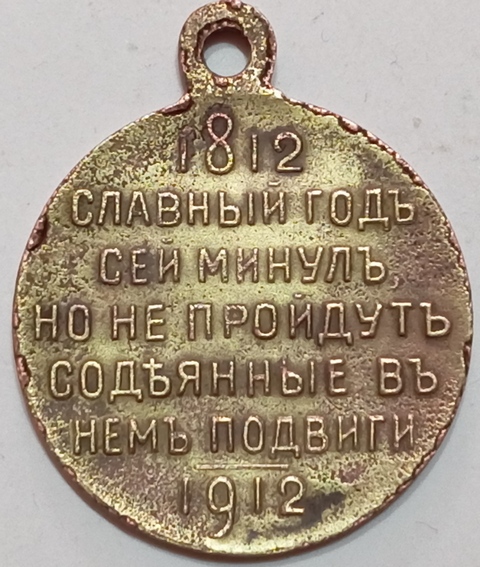 1812
СЛАВНЫЙ ГОДЪ
СЕЙ МИНУЛЪ,
НО НЕ ПРОЙДУТЪ
СОДѢЯННЫЕ ВЪ
НЕМЪ ПОДВИГИ
1912